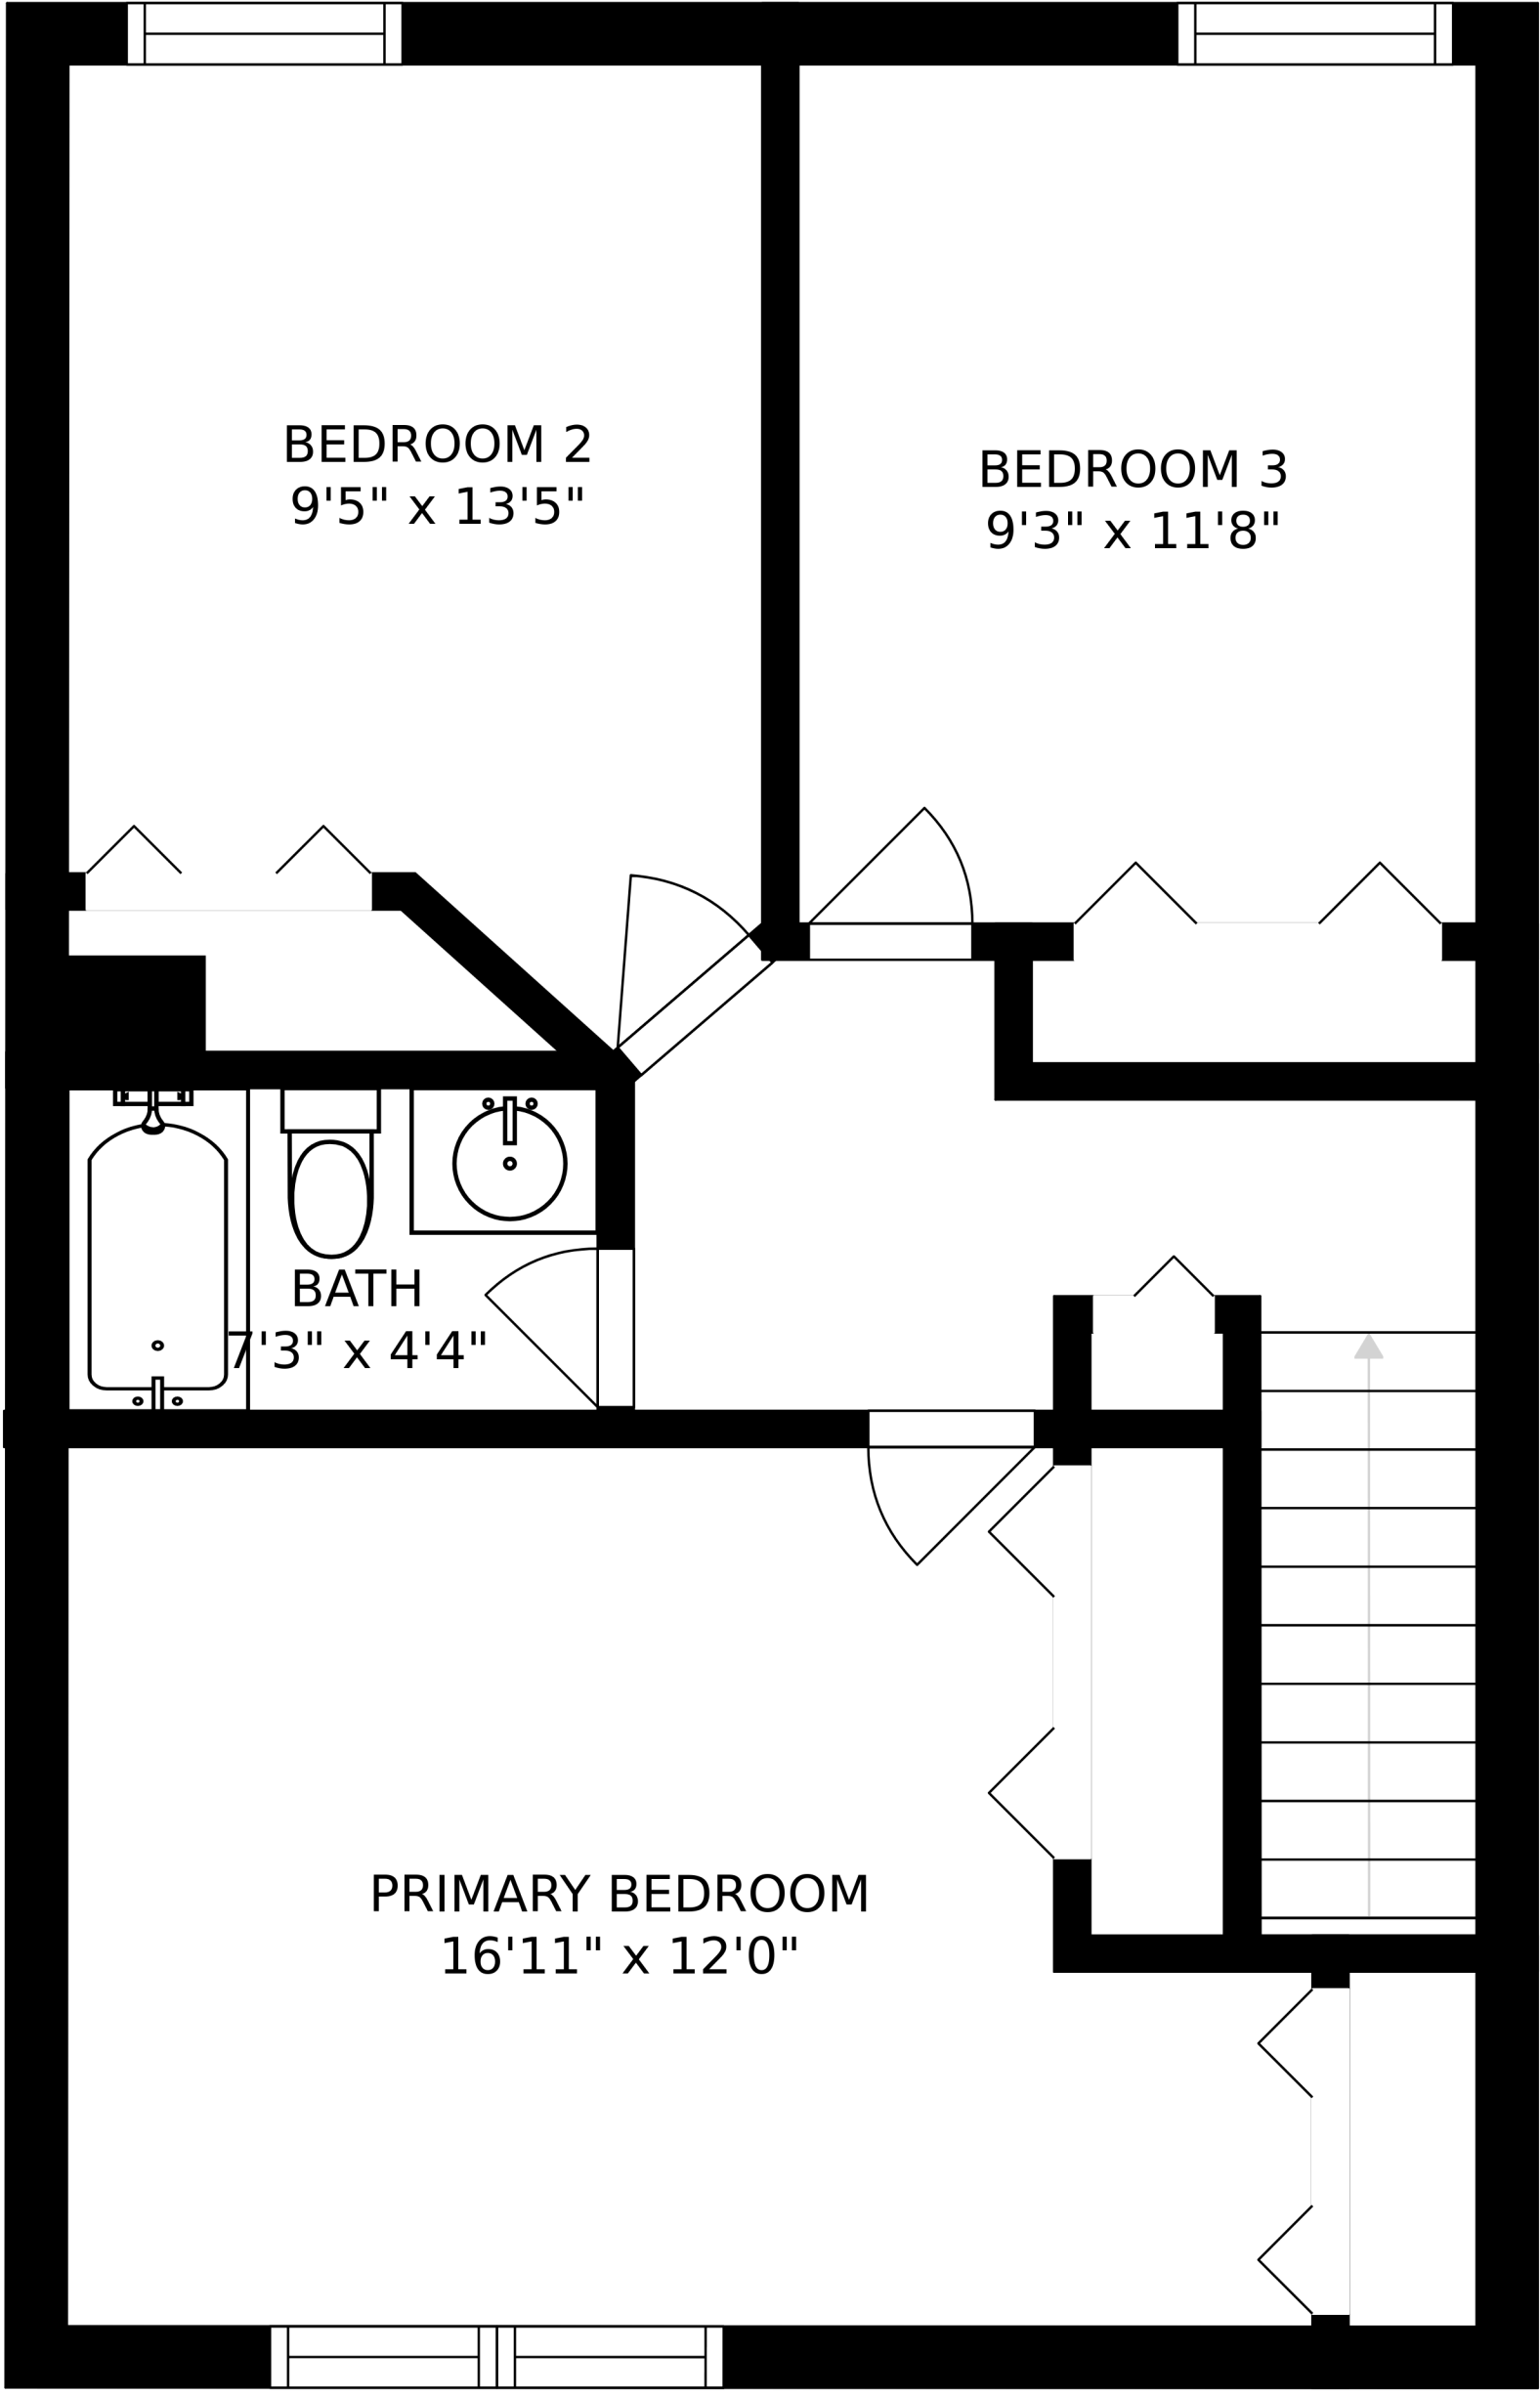 BEDROOM 2
9'5" x 13'5"
BEDROOM 3
9'3" x 11'8"
BATH
7'3" x 4'4"
PRIMARY BEDROOM
16'11" x 12'0"